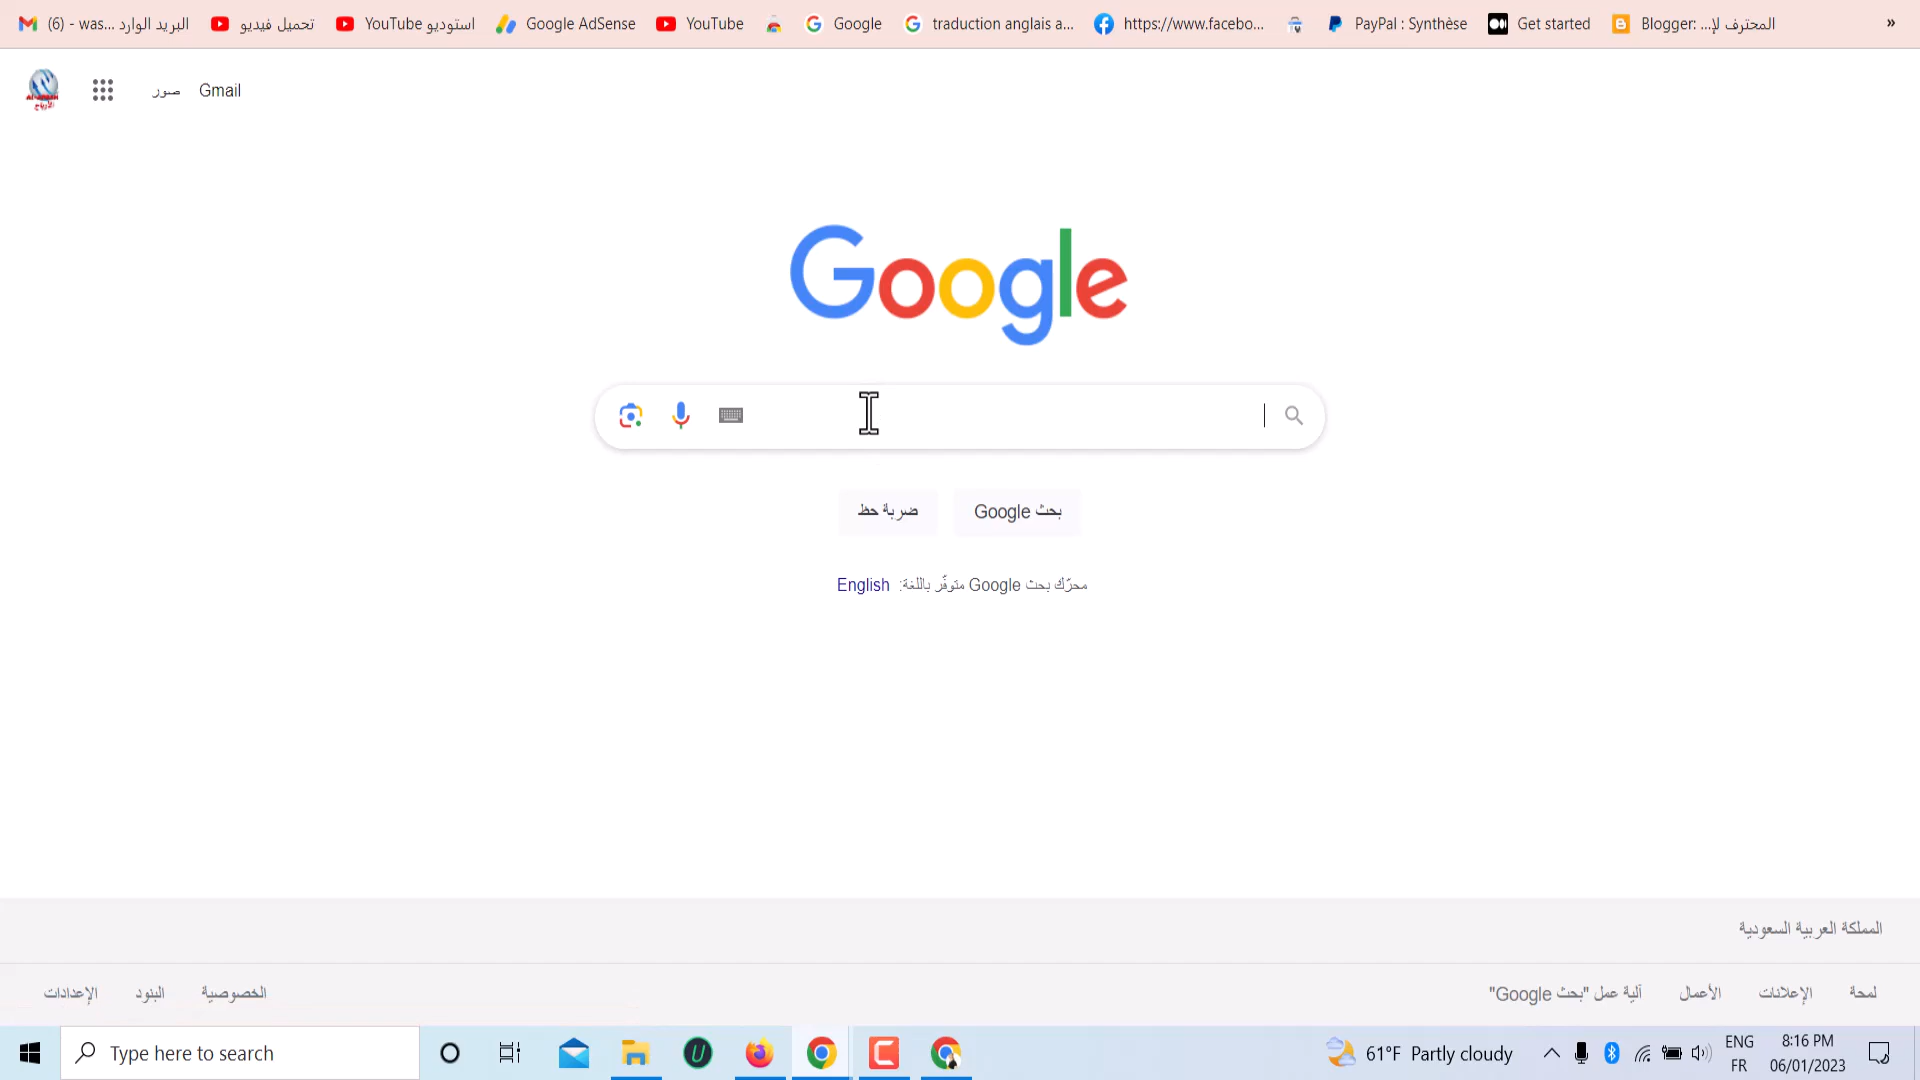 (6) - was... البريد الوارد
تحميل فيديو
YouTube استوديو
Google AdSense
YouTube
Google
traduction anglais a...
https://www.facebo...
PayPal : Synthèse
Get started
Blogger: ...المحترف لإ
»
صور
Gmail
Google
بحث Google
ضربة حظ
محرّك بحث Google متوفّر باللغة: English
المملكة العربية السعودية
لمحة
الإعلانات
الأعمال
آلية عمل "بحث Google"
الخصوصية
البنود
الإعدادات
Type here to search
61°F Partly cloudy
ENG
FR
8:16 PM
06/01/2023